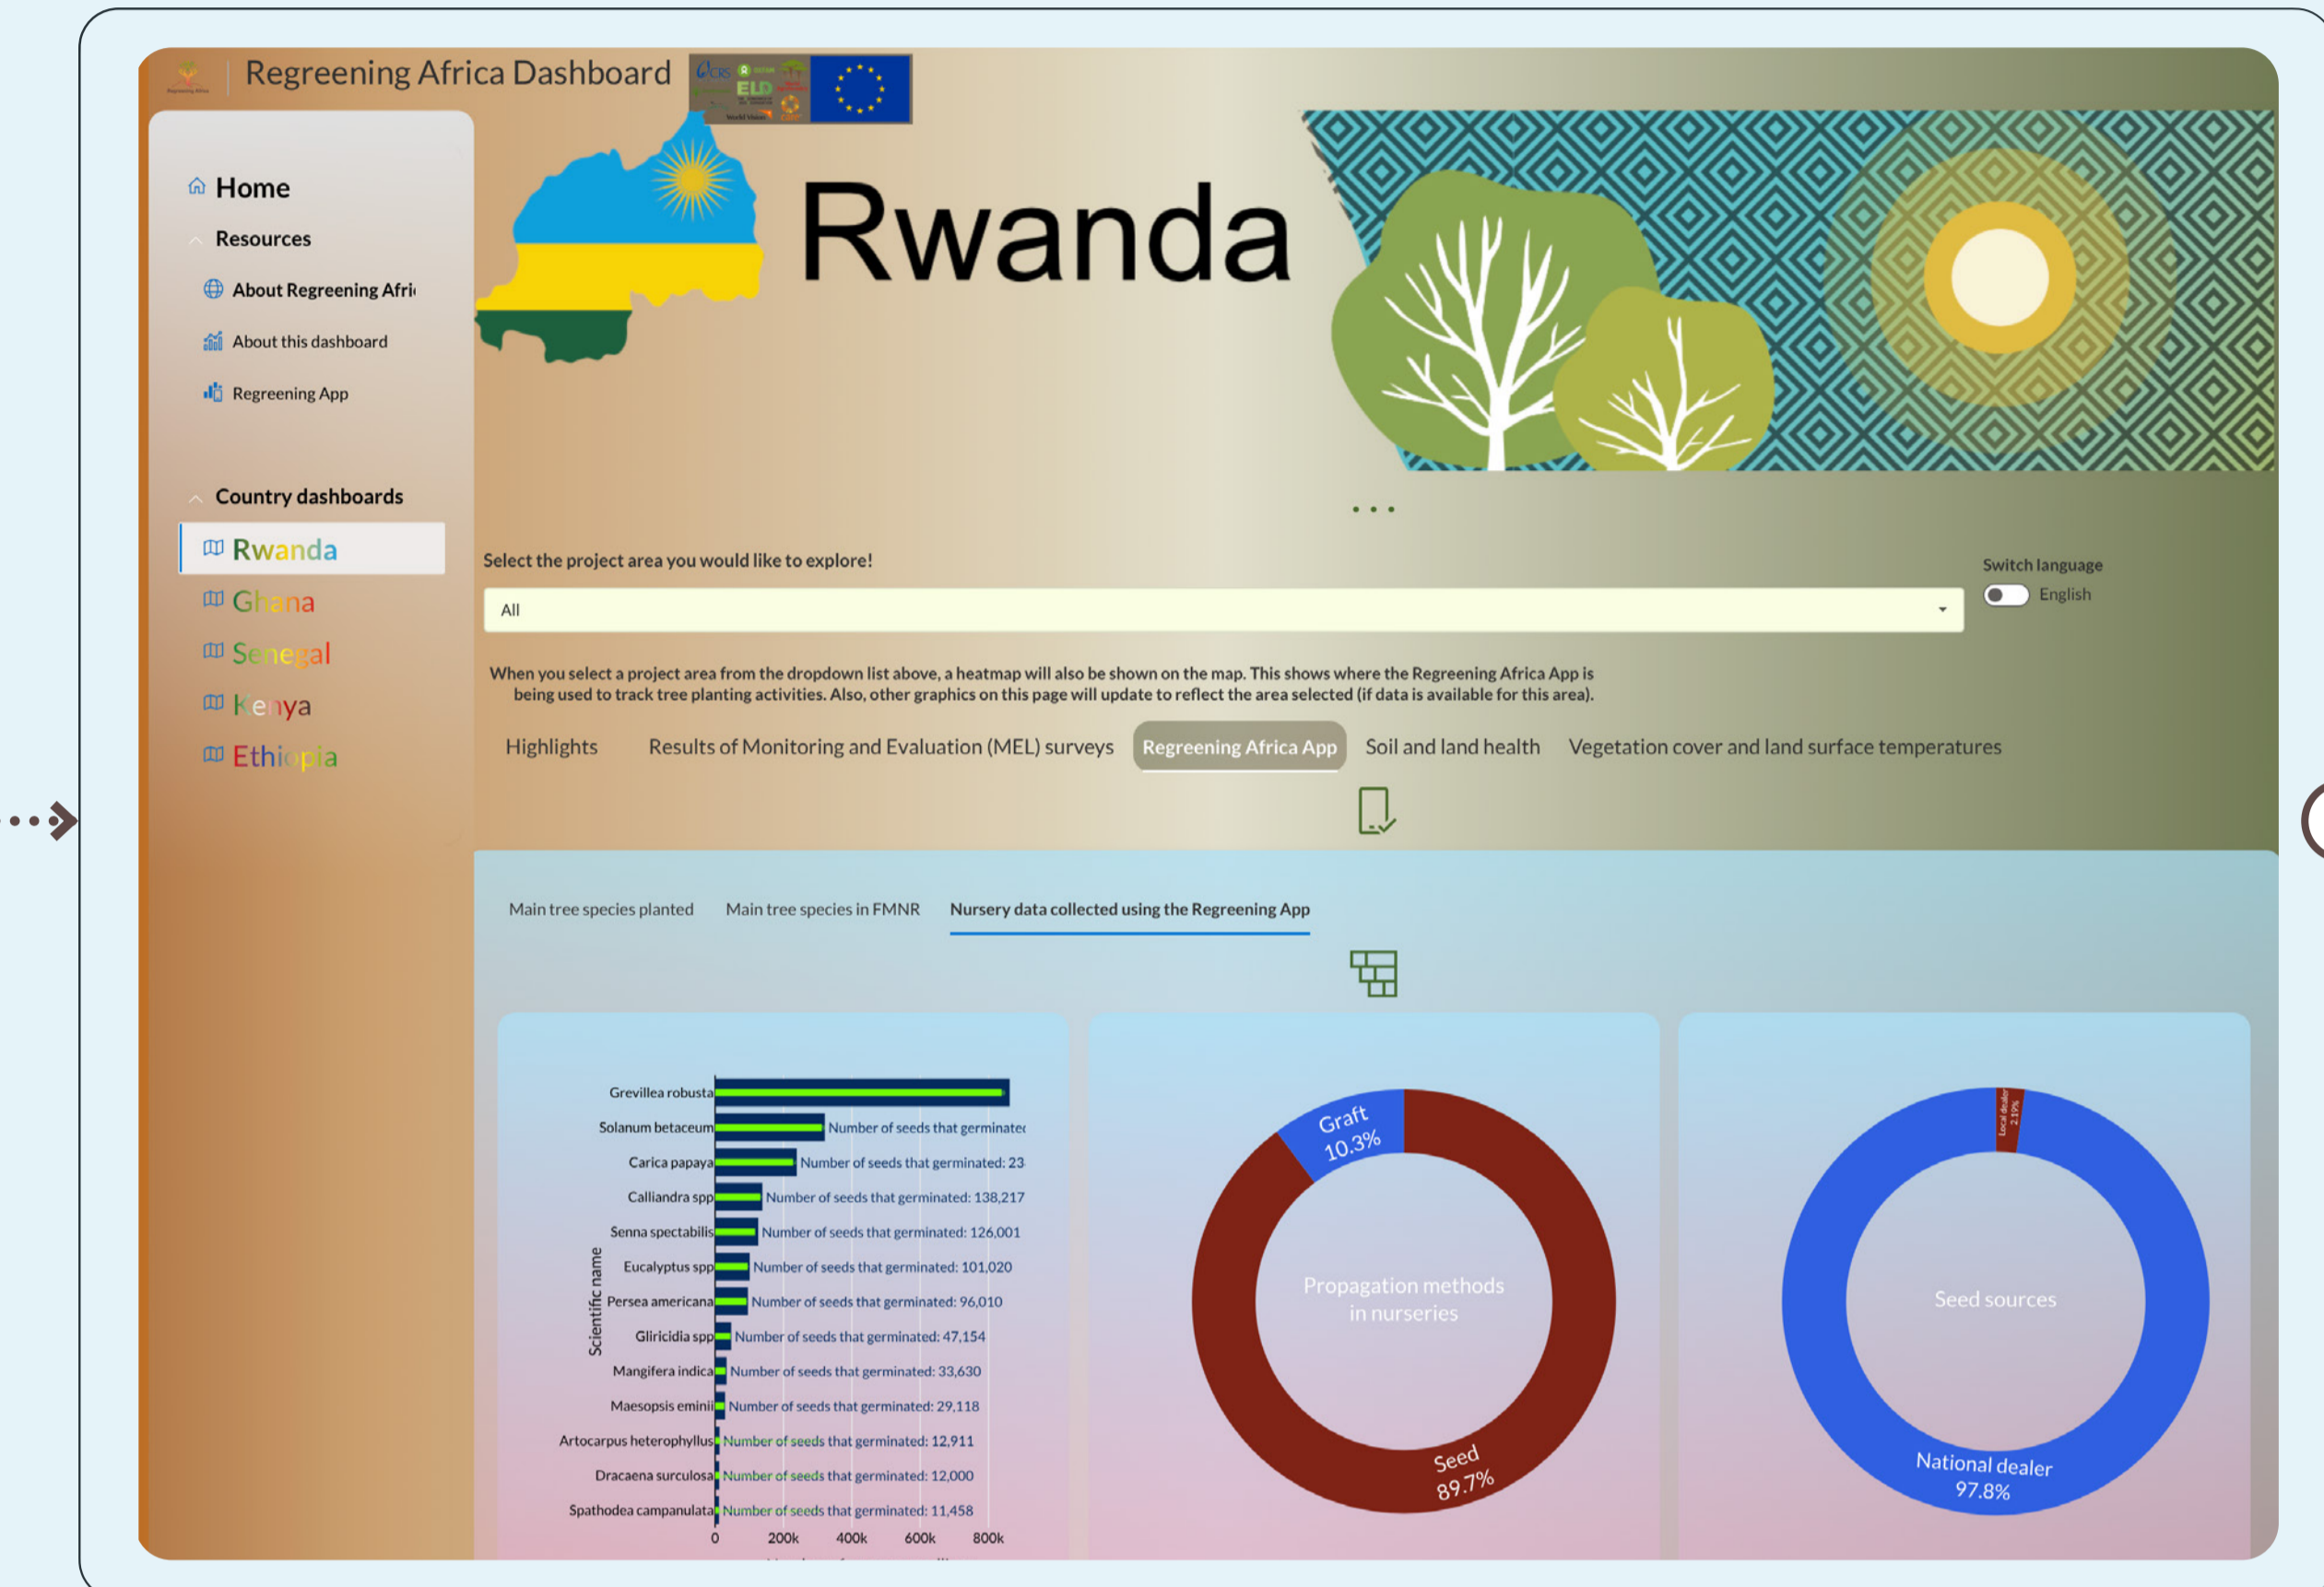 Regreening Africa Dashboard
CRS
ELD
World Vision
Rwanda
Home
Resources
About Regreening Afri
About this dashboard
Regreening App
Country dashboards
Rwanda
Ghana
Senegal
Kenya
Ethiopia
Select the project area you would like to explore!
Switch language
All
English
When you select a project area from the dropdown list above, a heatmap will also be shown on the map. This shows where the Regreening Africa App is
being used to track tree planting activities. Also, other graphics on this page will update to reflect the area selected (if data is available for this area).
Highlights Results of Monitoring and Evaluation (MEL) surveys Regreening Africa App Soil and land health Vegetation cover and land surface temperatures
Main tree species planted Main tree species in FMNR Nursery data collected using the Regreening App
Scientific name
Grevillea robusta
Solanum betaceum Number of seeds that germinated
Carica papaya Number of seeds that germinated: 23
Calliandra spp Number of seeds that germinated: 138,217
Senna spectabilis Number of seeds that germinated: 126,001
Eucalyptus spp Number of seeds that germinated: 101,020
Persea americana Number of seeds that germinated: 96,010
Gliricidia spp Number of seeds that germinated: 47,154
Mangifera indica Number of seeds that germinated: 33,630
Maesopsis eminii Number of seeds that germinated: 29,118
Artocarpus heterophyllus Number of seeds that germinated: 12,911
Dracaena surculosa Number of seeds that germinated: 12,000
Spathodea campanulata Number of seeds that germinated: 11,458
0 200k 400k 600k 800k
Graft
10.3%
Propagation methods
in nurseries
Seed
89.7%
Local dealer
2.19%
Seed sources
National dealer
97.8%